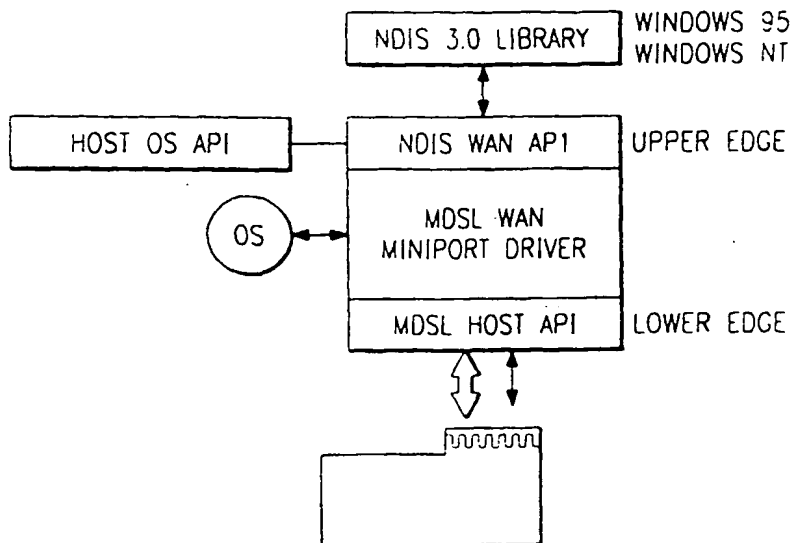 NDIS 3.0 LIBRARY
WINDOWS 95
WINDOWS NT
HOST OS API
NDIS WAN AP1
UPPER EDGE
OS
MDSL WAN
MINIPORT DRIVER
MDSL HOST API
LOWER EDGE